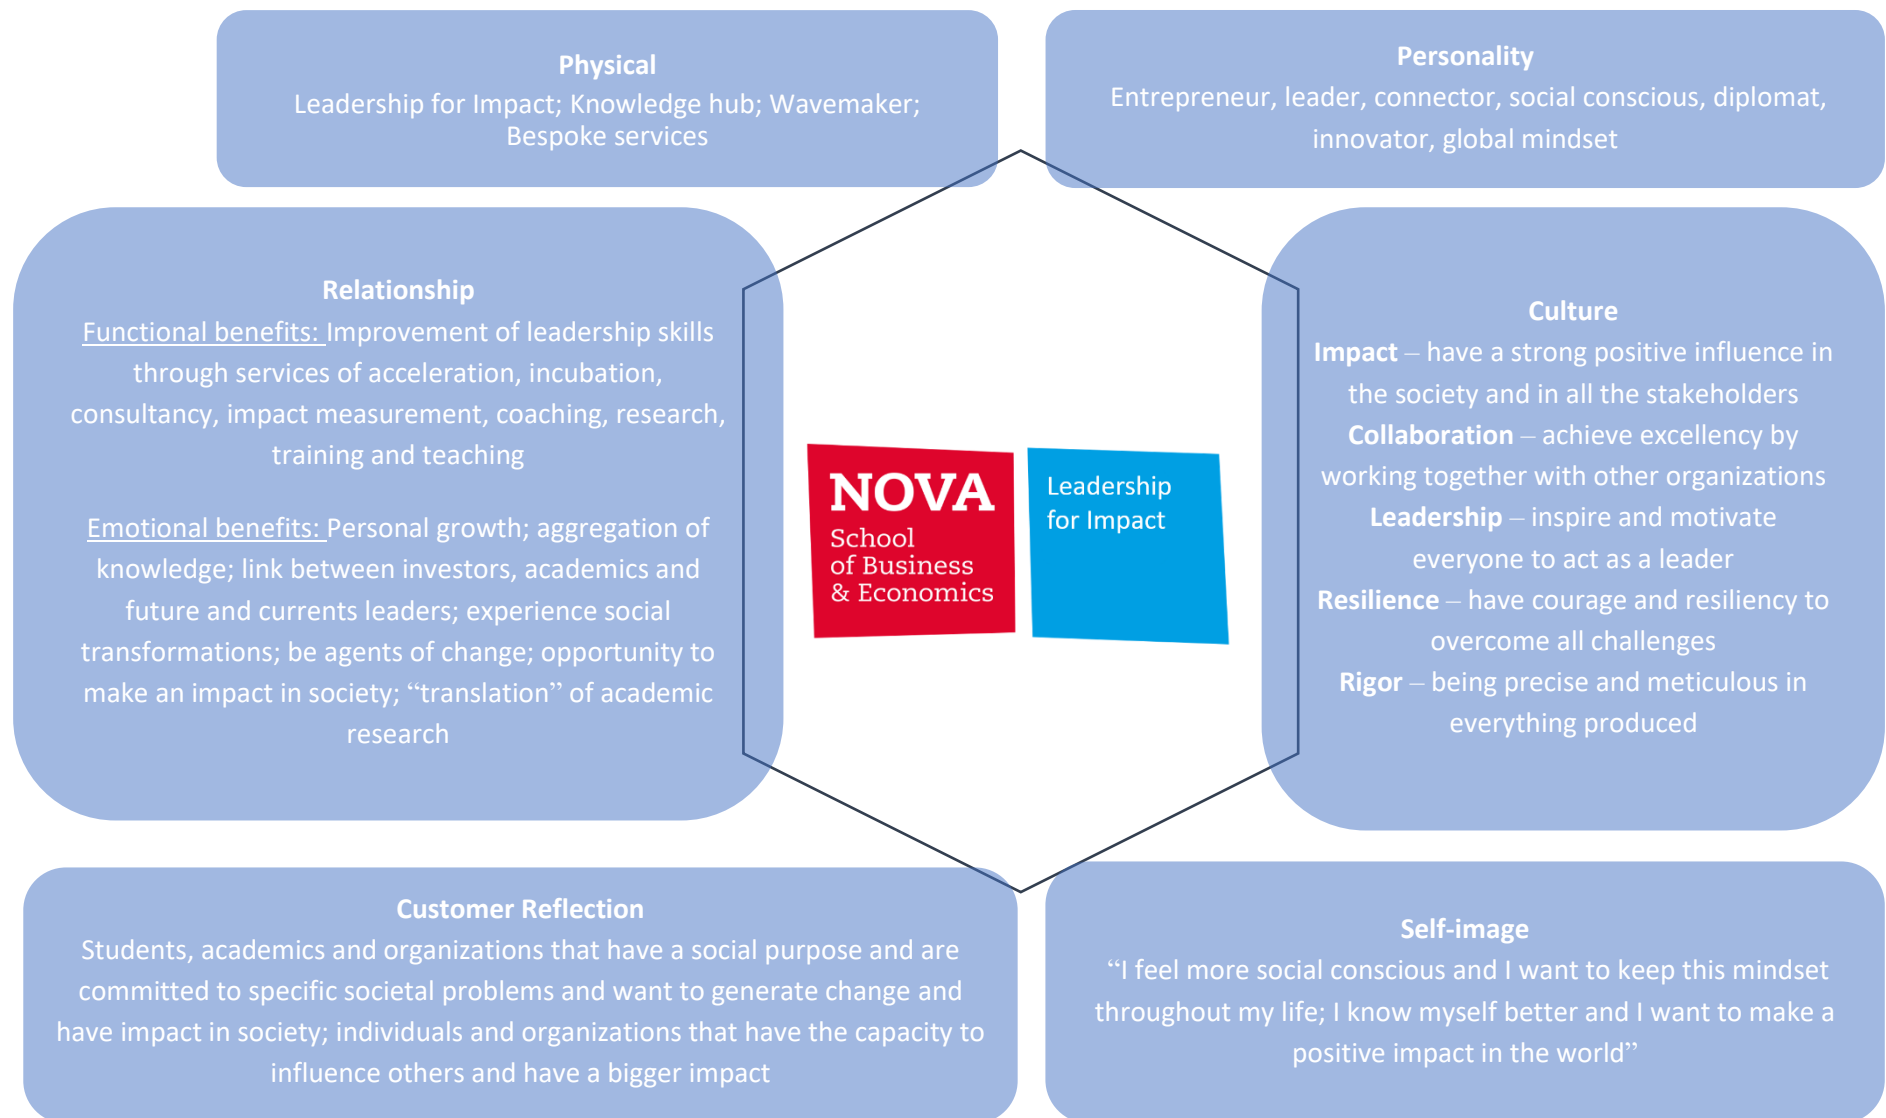 Physical
Leadership for Impact; Knowledge hub; Wavemaker;
Bespoke services
Personality
Entrepreneur, leader, connector, social conscious, diplomat,
innovator, global mindset
Relationship
Functional benefits: Improvement of leadership skills
through services of acceleration, incubation,
consultancy, impact measurement, coaching, research,
training and teaching
Emotional benefits: Personal growth; aggregation of
knowledge; link between investors, academics and
future and currents leaders; experience social
transformations; be agents of change; opportunity to
make an impact in society; “translation” of academic
research
NOVA
School
of Business
& Economics
Leadership
for Impact
Culture
Impact – have a strong positive influence in
the society and in all the stakeholders
Collaboration – achieve excellency by
working together with other organizations
Leadership – inspire and motivate
everyone to act as a leader
Resilience – have courage and resiliency to
overcome all challenges
Rigor – being precise and meticulous in
everything produced
Customer Reflection
Students, academics and organizations that have a social purpose and are
committed to specific societal problems and want to generate change and
have impact in society; individuals and organizations that have the capacity to
influence others and have a bigger impact
Self-image
“I feel more social conscious and I want to keep this mindset
throughout my life; I know myself better and I want to make a
positive impact in the world”